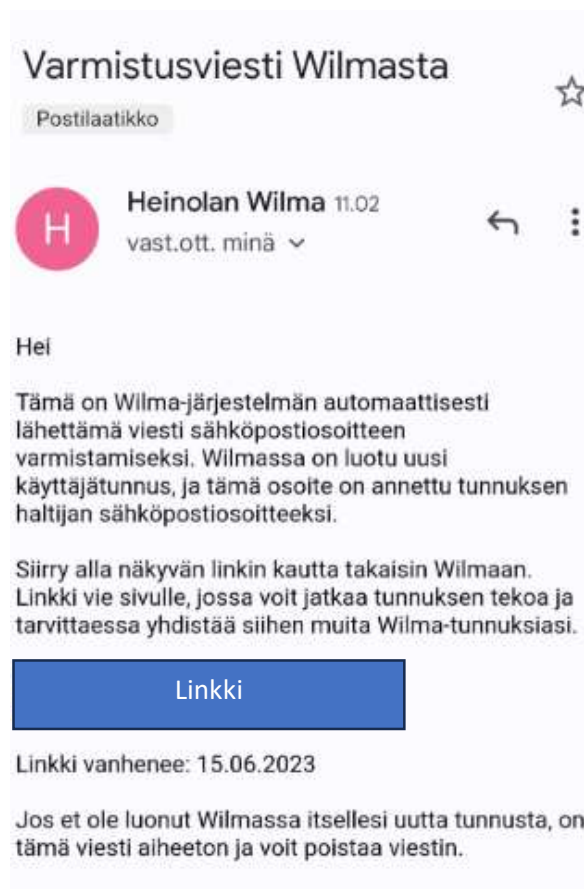 Varmistusviesti Wilmasta
Postilaatikko
H
Heinolan Wilma 11.02
vast.ott. minä
Hei
Tämä on Wilma-järjestelmän automaattisesti
lähettämä viesti sähköpostiosoitteen
varmistamiseksi. Wilmassa on luotu uusi
käyttäjätunnus, ja tämä osoite on annettu tunnuksen
haltijan sähköpostiosoitteeksi.
Siirry alla näkyvän linkin kautta takaisin Wilmaan.
Linkki vie sivulle, jossa voit jatkaa tunnuksen tekoa ja
tarvittaessa yhdistää siihen muita Wilma-tunnuksiasi.
Linkki
Linkki vanhenee: 15.06.2023
Jos et ole luonut Wilmassa itsellesi uutta tunnusta, on
tämä viesti aiheeton ja voit poistaa viestin.